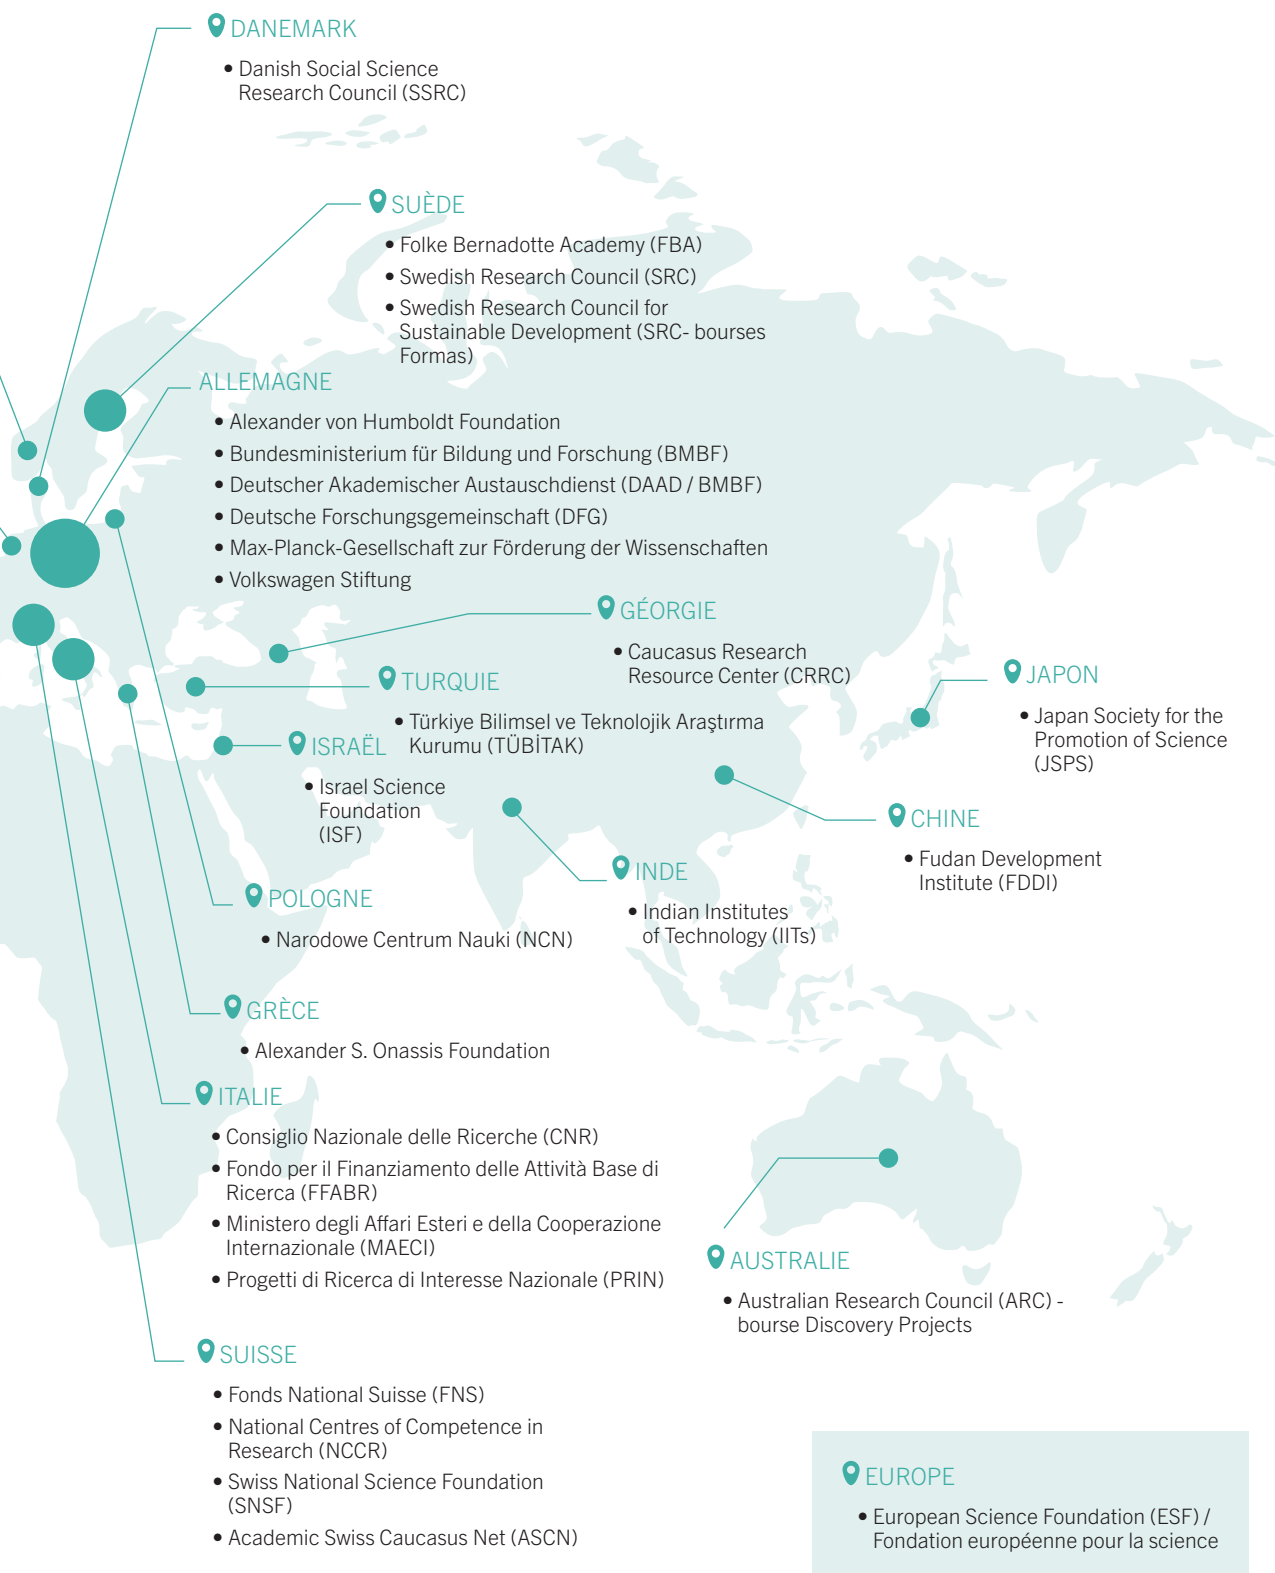 DANEMARK
• Danish Social Science
Research Council (SSRC)
SUÈDE
• Folke Bernadotte Academy (FBA)
• Swedish Research Council (SRC)
• Swedish Research Council for
Sustainable Development (SRC- bourses
Formas)
ALLEMAGNE
• Alexander von Humboldt Foundation
• Bundesministerium für Bildung und Forschung (BMBF)
• Deutscher Akademischer Austauschdienst (DAAD / BMBF)
• Deutsche Forschungsgemeinschaft (DFG)
• Max-Planck-Gesellschaft zur Förderung der Wissenschaften
• Volkswagen Stiftung
GÉORGIE
• Caucasus Research
Resource Center (CRRC)
TURQUIE
• Türkiye Bilimsel ve Teknolojik Araştırma
Kurumu (TÜBİTAK)
JAPON
• Japan Society for the
Promotion of Science
(JSPS)
ISRAËL
• Israel Science
Foundation
(ISF)
CHINE
• Fudan Development
Institute (FDDI)
INDE
• Indian Institutes
of Technology (IITs)
POLOGNE
• Narodowe Centrum Nauki (NCN)
GRÈCE
• Alexander S. Onassis Foundation
ITALIE
• Consiglio Nazionale delle Ricerche (CNR)
• Fondo per il Finanziamento delle Attività Base di
Ricerca (FFABR)
• Ministero degli Affari Esteri e della Cooperazione
Internazionale (MAECI)
• Progetti di Ricerca di Interesse Nazionale (PRIN)
AUSTRALIE
• Australian Research Council (ARC) -
bourse Discovery Projects
SUISSE
• Fonds National Suisse (FNS)
• National Centres of Competence in
Research (NCCR)
• Swiss National Science Foundation
(SNSF)
• Academic Swiss Caucasus Net (ASCN)
EUROPE
• European Science Foundation (ESF) /
Fondation européenne pour la science